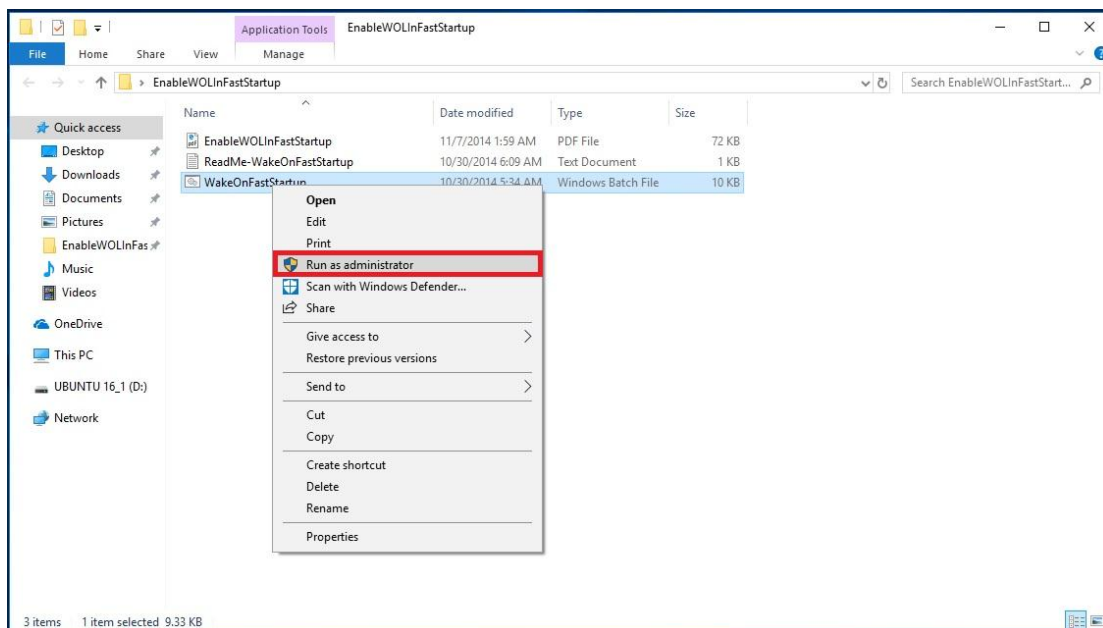 Application Tools EnableWOLInFastStartup
File Home Share View Manage
EnableWOLInFastStartup Search EnableWOLInFastStart...
Name Date modified Type Size
Quick access
EnableWOLInFastStartup 11/7/2014 1:59 AM PDF File 72 KB
Desktop
ReadMe-WakeOnFastStartup 10/30/2014 6:09 AM Text Document 1 KB
Downloads
WakeOnFastStartup 10/30/2014 5:34 AM Windows Batch File 10 KB
Documents
Pictures
EnableWOLInFas
Music
Videos
OneDrive
This PC
UBUNTU 16_1 (D:)
Network
Open
Edit
Print
Run as administrator
Scan with Windows Defender...
Share
Give access to
Restore previous versions
Send to
Cut
Copy
Create shortcut
Delete
Rename
Properties
3 items 1 item selected 9.33 KB